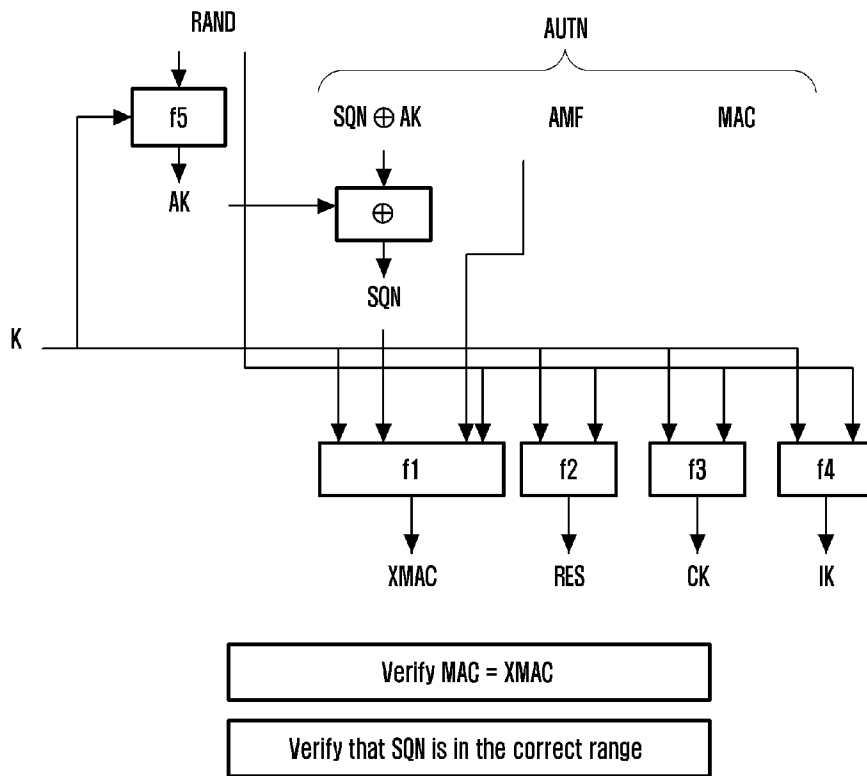 RAND
AUTN
f5
SQN ⊕ AK
AMF
MAC
AK
⊕
SQN
K
f1
f2
f3
f4
XMAC
RES
CK
IK
Verify MAC = XMAC
Verify that SQN is in the correct range